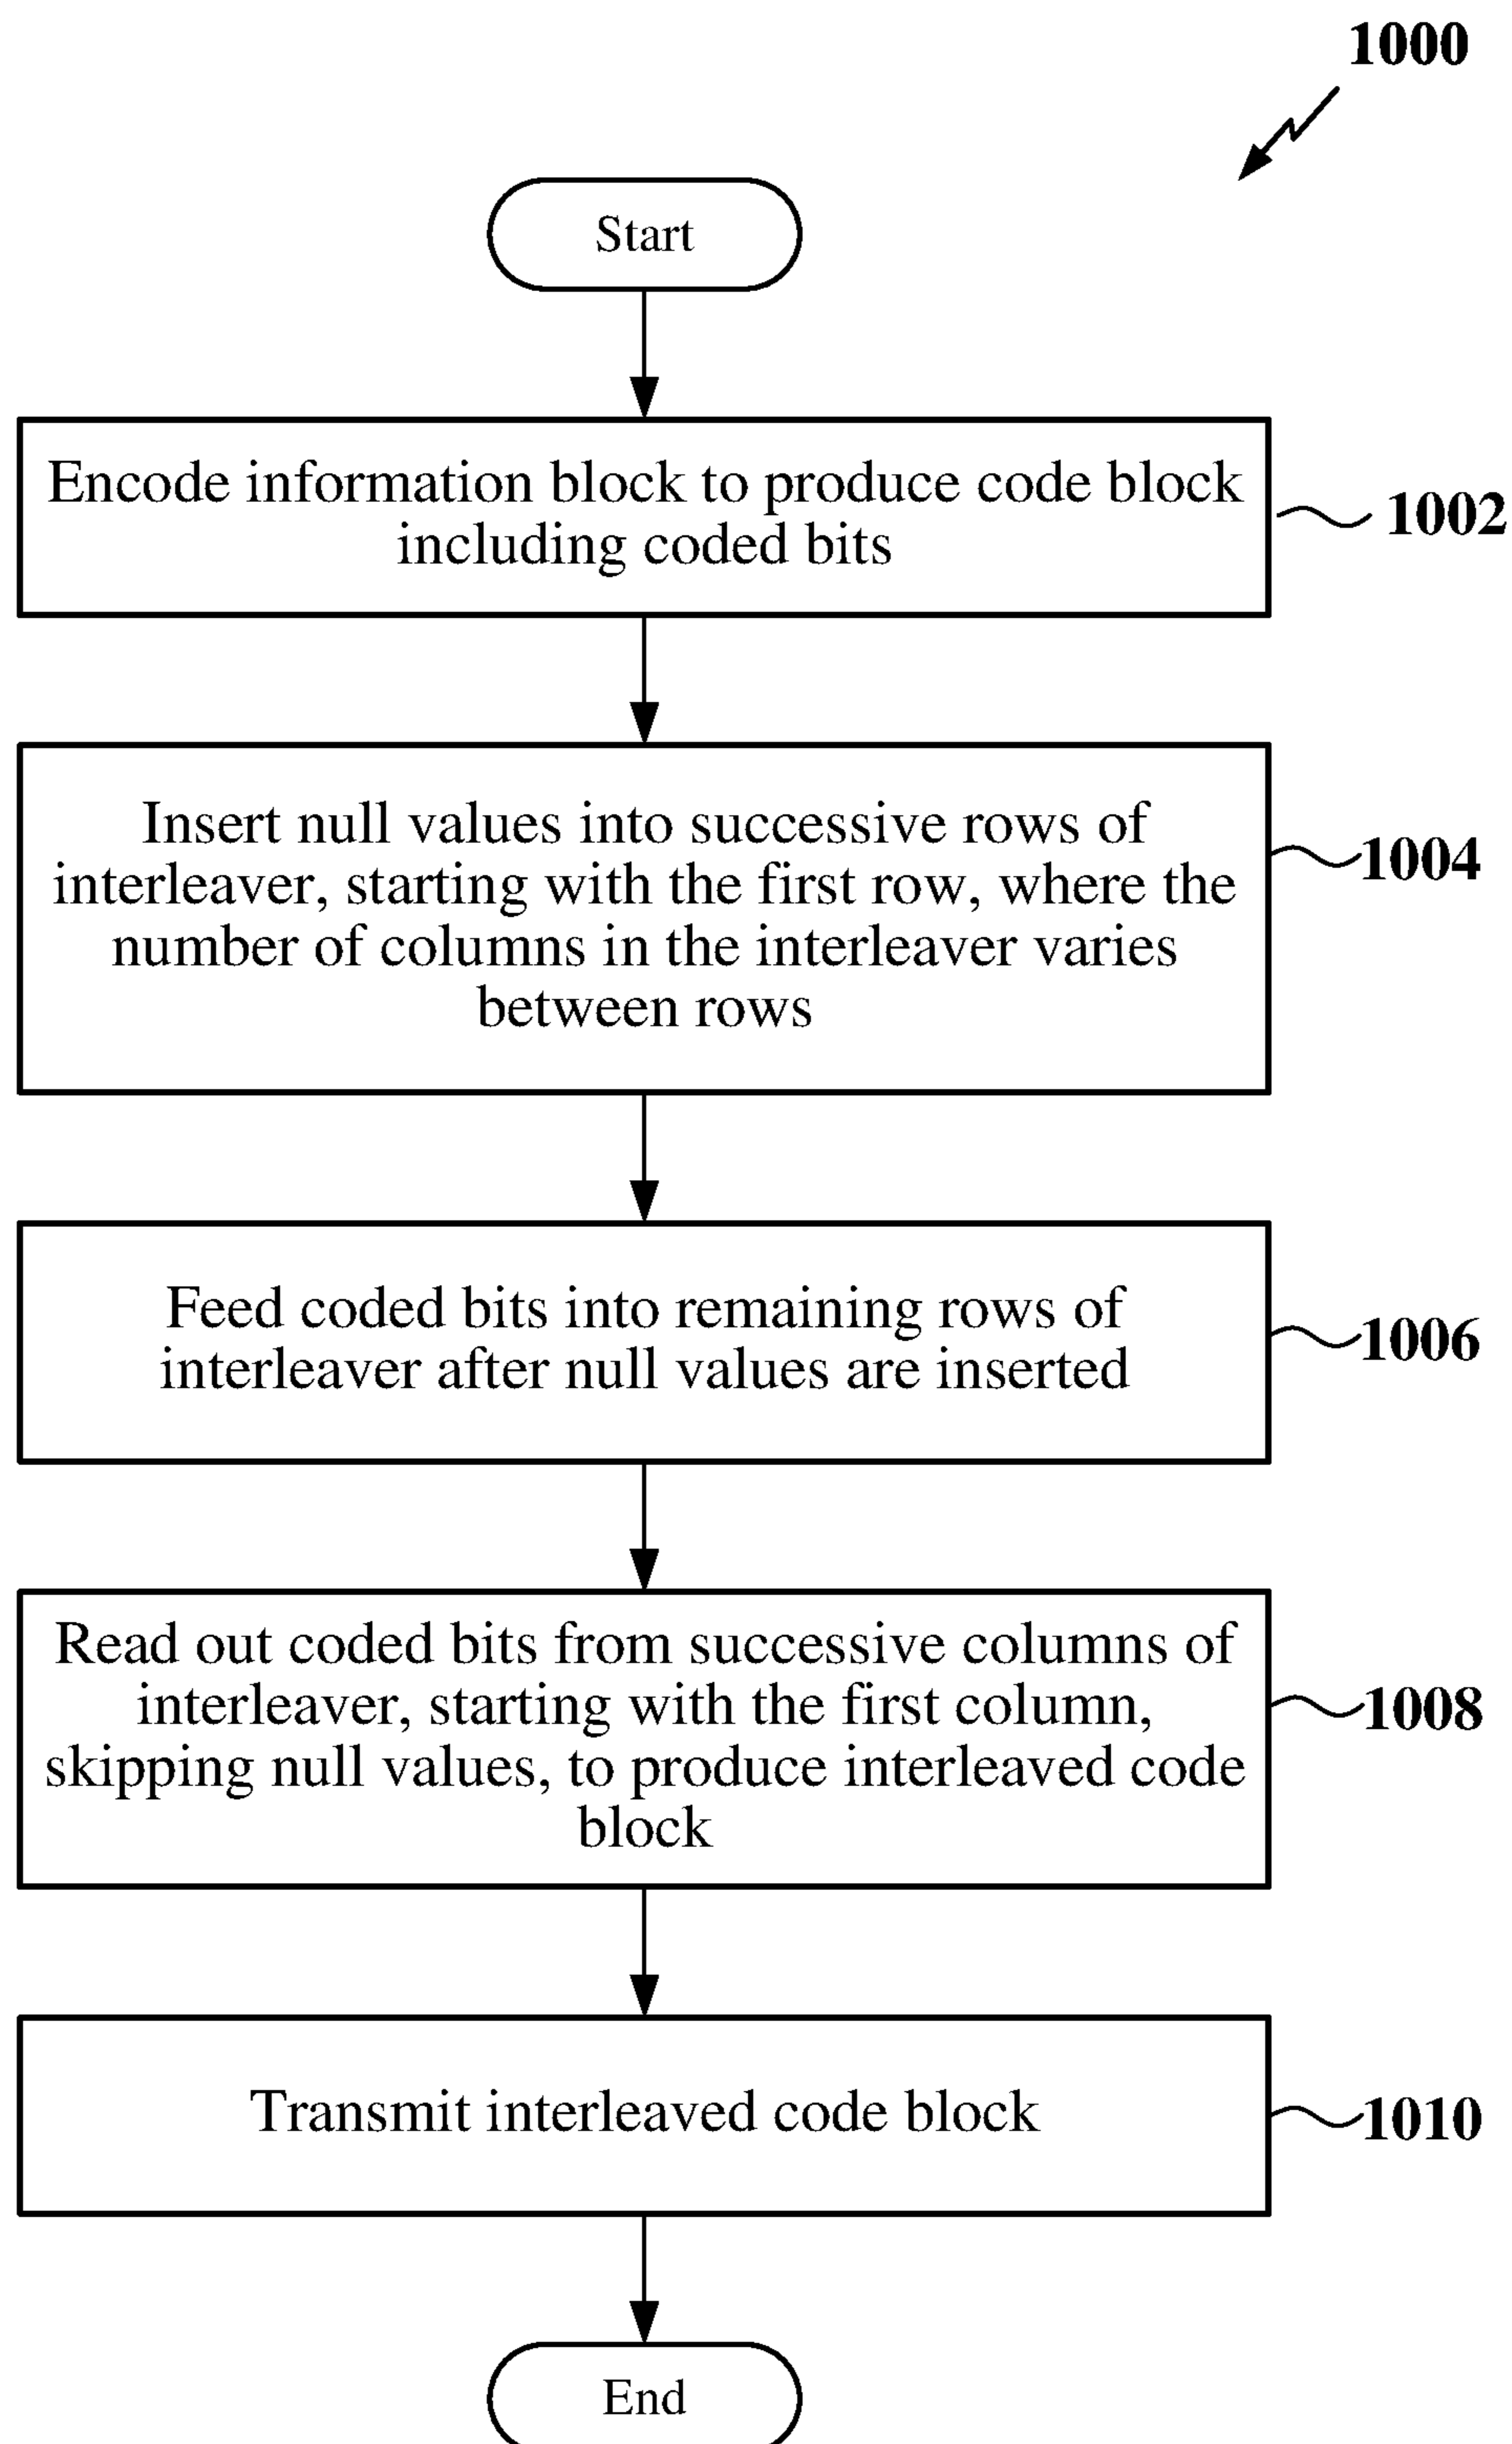 1000
Start
Encode information block to produce code block
including coded bits
1002
Insert null values into successive rows of
interleaver, starting with the first row, where the
number of columns in the interleaver varies
between rows
1004
Feed coded bits into remaining rows of
interleaver after null values are inserted
1006
Read out coded bits from successive columns of
interleaver, starting with the first column,
skipping null values, to produce interleaved code
block
1008
Transmit interleaved code block
1010
End